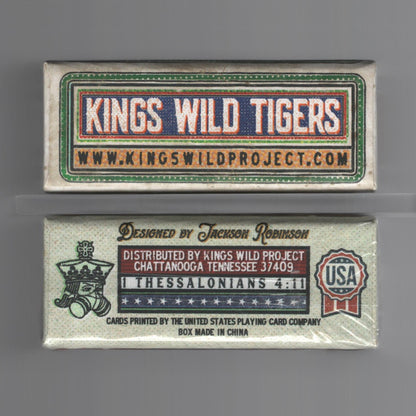 KINGS WILD TIGERS
WWW.KINGSWILDPROJECT.COM
DESIGNED BY JACKSON ROBINSON
DISTRIBUTED BY KINGS WILD PROJECT
CHATTANOOGA TENNESSEE 37409
1 THESSALONIANS 4:11
USA
CARDS PRINTED BY THE UNITED STATES PLAYING CARD COMPANY
BOX MADE IN CHINA